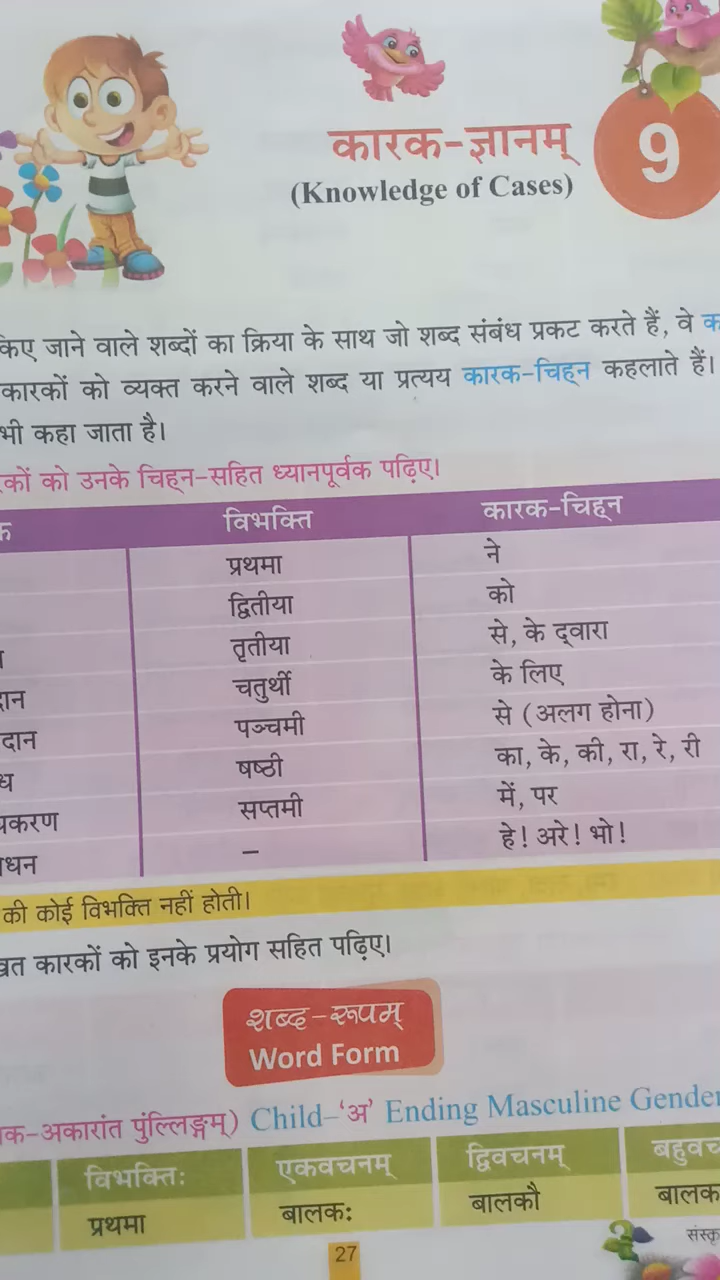 कारक-ज्ञानम्
9
(Knowledge of Cases)
किए जाने वाले शब्दों का क्रिया के साथ जो शब्द संबंध प्रकट करते हैं, वे
कारकों को व्यक्त करने वाले शब्द या प्रत्यय कारक-चिह्न कहलाते हैं।
भी कहा जाता है।
को उनके चिह्न-सहित ध्यानपूर्वक पढ़िए।
विभक्ति कारक-चिह्न
प्रथमा ने
द्वितीया को
तृतीया से, के द्वारा
चतुर्थी के लिए
पञ्चमी से (अलग होना)
षष्ठी का, के, की, रा, रे, री
सप्तमी में, पर
– हे! अरे! भो!
की कोई विभक्ति नहीं होती।
कारकों को इनके प्रयोग सहित पढ़िए।
शब्द-रूपम्
Word Form
क-अकारांत पुंल्लिङ्गम्) Child–‘अ’ Ending Masculine Gender
विभक्तिः एकवचनम् द्विवचनम्
प्रथमा बालकः बालकौ
27